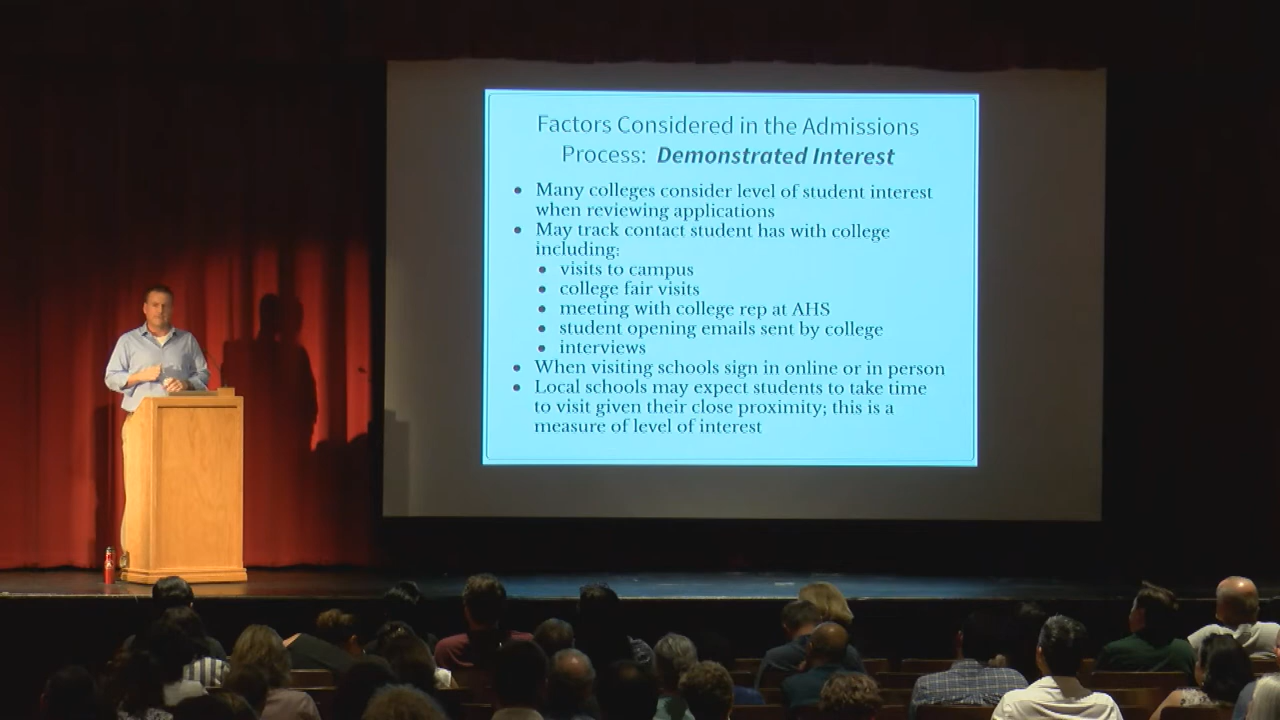 Factors Considered in the Admissions
Process: Demonstrated Interest
• Many colleges consider level of student interest
when reviewing applications
• May track contact student has with college
including:
• visits to campus
• college fair visits
• meeting with college rep at AHS
• student opening emails sent by college
• interviews
• When visiting schools sign in online or in person
• Local schools may expect students to take time
to visit given their close proximity; this is a
measure of level of interest